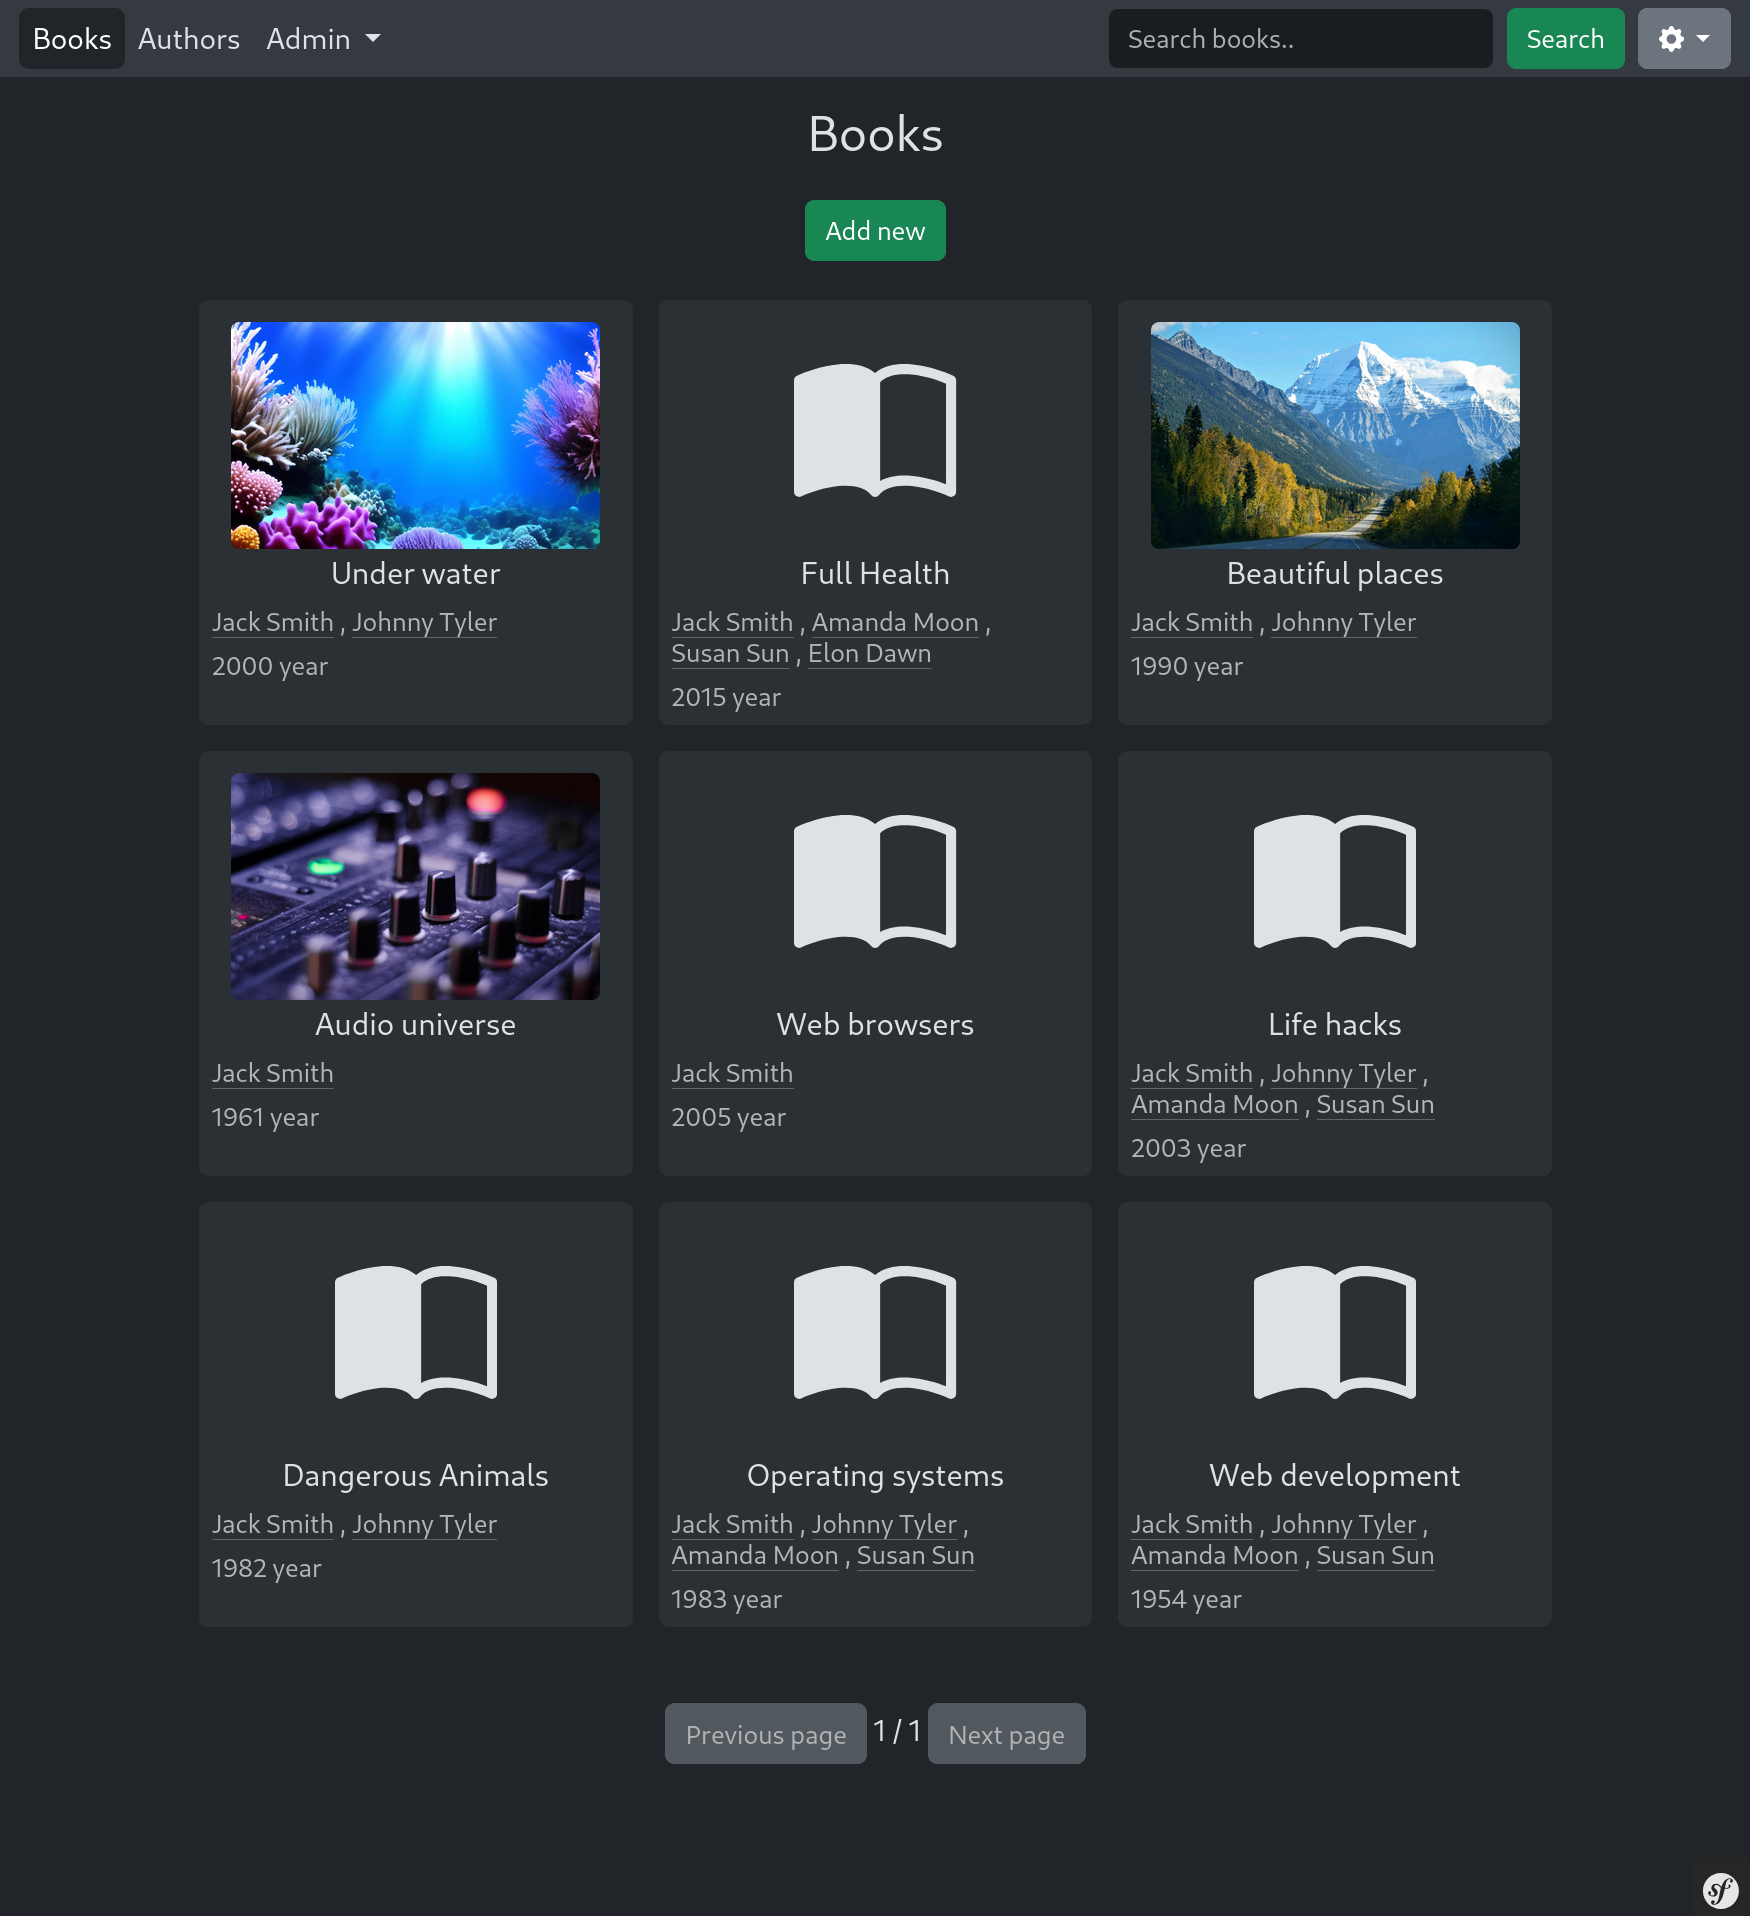 Books Authors Admin Search books.. Search
Books
Add new
Under water
Jack Smith , Johnny Tyler
2000 year
Full Health
Jack Smith , Amanda Moon ,
Susan Sun , Elon Dawn
2015 year
Beautiful places
Jack Smith , Johnny Tyler
1990 year
Audio universe
Jack Smith
1961 year
Web browsers
Jack Smith
2005 year
Life hacks
Jack Smith , Johnny Tyler ,
Amanda Moon , Susan Sun
2003 year
Dangerous Animals
Jack Smith , Johnny Tyler
1982 year
Operating systems
Jack Smith , Johnny Tyler ,
Amanda Moon , Susan Sun
1983 year
Web development
Jack Smith , Johnny Tyler ,
Amanda Moon , Susan Sun
1954 year
Previous page 1 / 1 Next page
sf